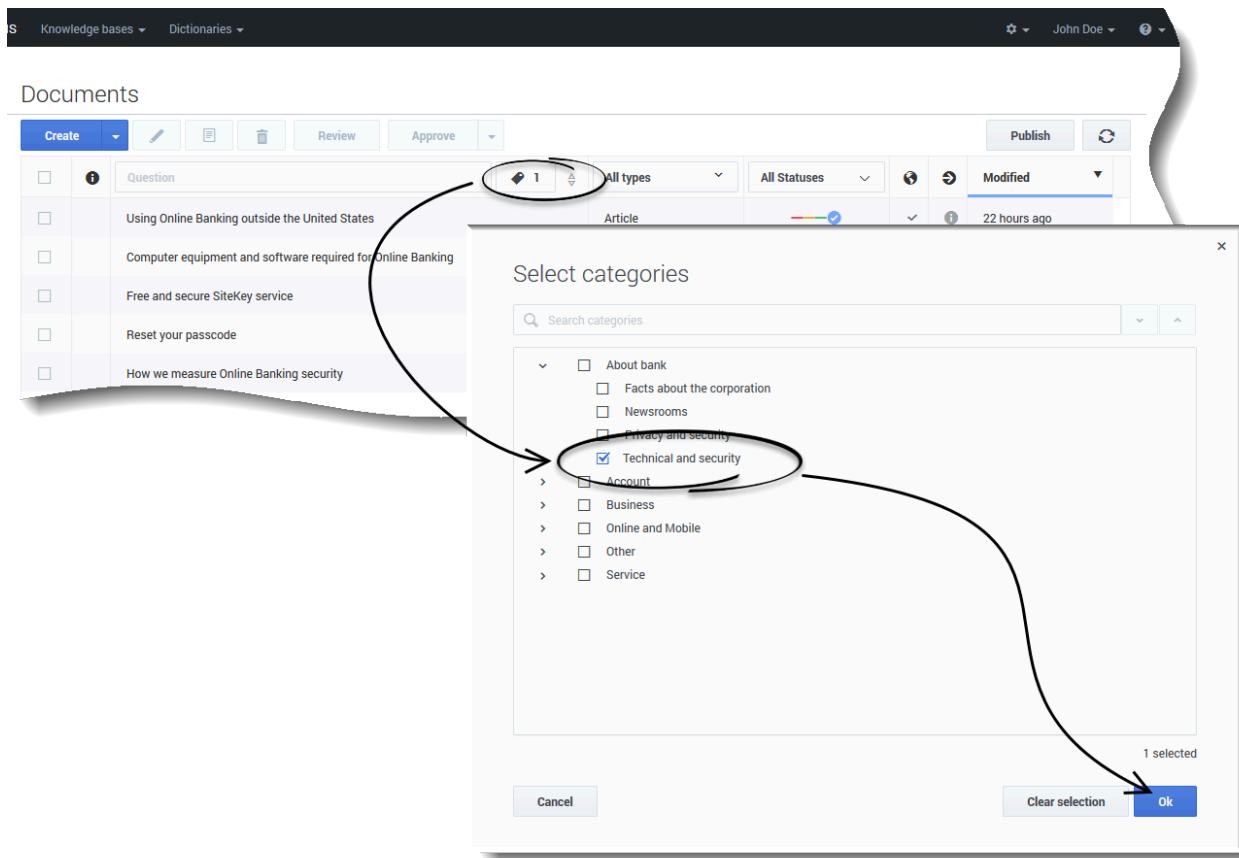 Knowledge bases Dictionaries John Doe
Documents
Create Review Approve Publish
Question 1 All types All Statuses Modified
Using Online Banking outside the United States Article 22 hours ago
Computer equipment and software required for Online Banking
Free and secure SiteKey service
Reset your passcode
How we measure Online Banking security
Select categories
Search categories
About bank
Facts about the corporation
Newsrooms
Privacy and security
Technical and security
Account
Business
Online and Mobile
Other
Service
1 selected
Cancel Clear selection Ok